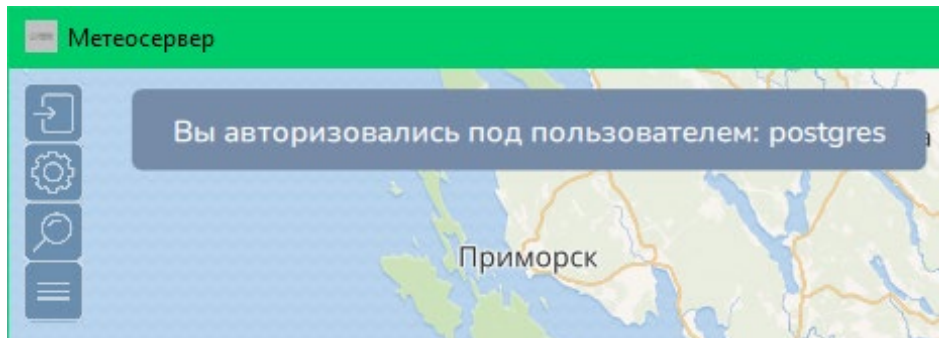 Метеосервер
Вы авторизовались под пользователем: postgres
а
Приморск